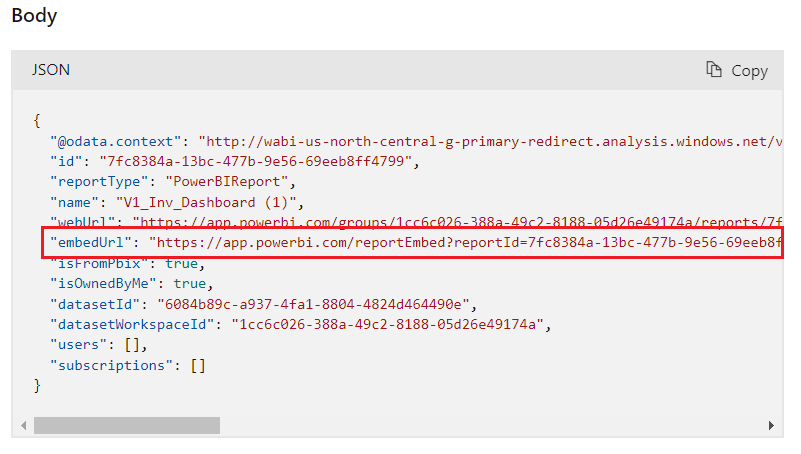 Body
JSON
Copy
{
"@odata.context": "http://wabi-us-north-central-g-primary-redirect.analysis.windows.net/v
"id": "7fc8384a-13bc-477b-9e56-69eeb8ff4799",
"reportType": "PowerBIReport",
"name": "V1_Inv_Dashboard (1)",
"webUrl": "https://app.powerbi.com/groups/1cc6c026-388a-49c2-8188-05d26e49174a/reports/7f
"embedUrl": "https://app.powerbi.com/reportEmbed?reportId=7fc8384a-13bc-477b-9e56-69eeb8f
"isFromPbix": true,
"isOwnedByMe": true,
"datasetId": "6084b89c-a937-4fa1-8804-4824d464490e",
"datasetWorkspaceId": "1cc6c026-388a-49c2-8188-05d26e49174a",
"users": [],
"subscriptions": []
}